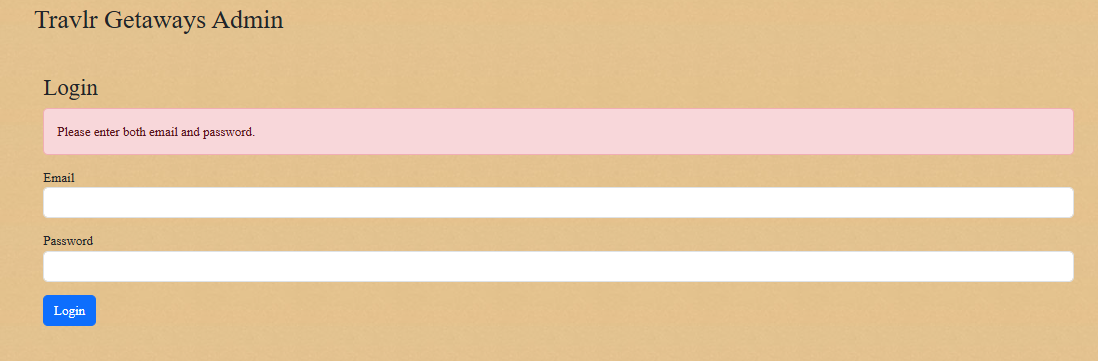 Travlr Getaways Admin
Login
Please enter both email and password.
Email
Password
Login